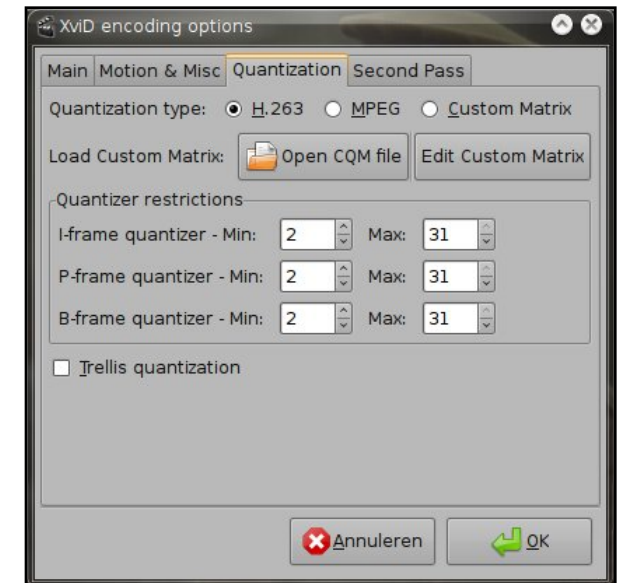 XviD encoding options
Main Motion & Misc Quantization Second Pass
Quantization type: H.263 MPEG Custom Matrix
Load Custom Matrix: Open CQM file Edit Custom Matrix
Quantizer restrictions
I-frame quantizer - Min: 2 Max: 31
P-frame quantizer - Min: 2 Max: 31
B-frame quantizer - Min: 2 Max: 31
Trellis quantization
Annuleren OK